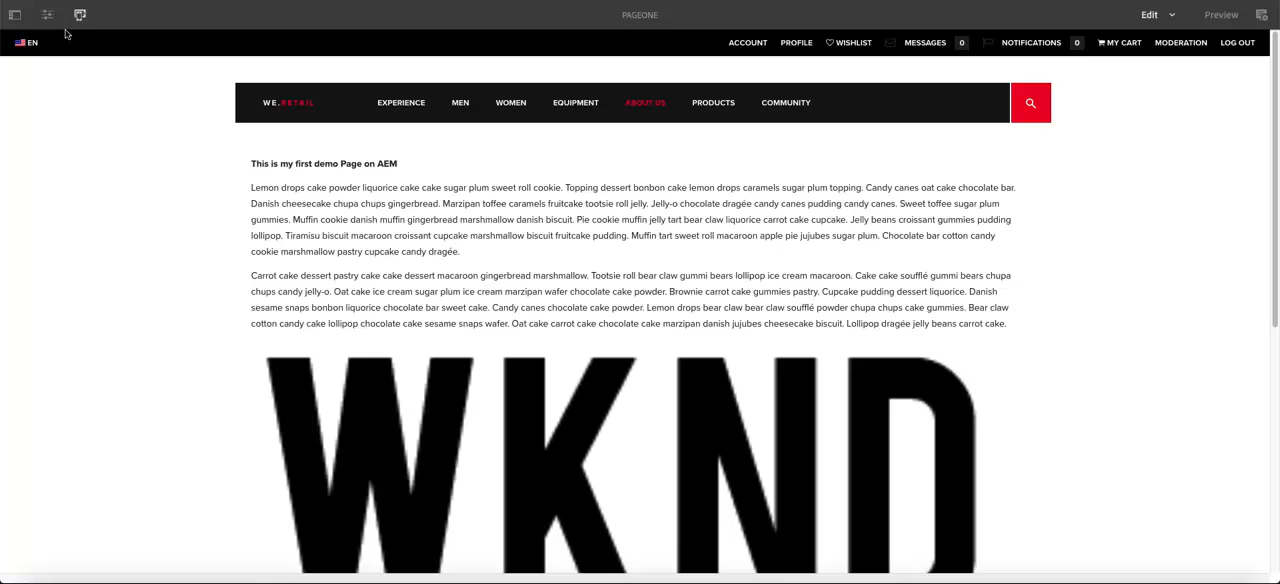 PAGEONE
Edit
Preview
EN
ACCOUNT PROFILE WISHLIST MESSAGES 0 NOTIFICATIONS 0 MY CART MODERATION LOG OUT
WE.RETAIL EXPERIENCE MEN WOMEN EQUIPMENT ABOUT US PRODUCTS COMMUNITY
This is my first demo Page on AEM
Lemon drops cake powder liquorice cake cake sugar plum sweet roll cookie. Topping dessert bonbon cake lemon drops caramels sugar plum topping. Candy canes oat cake chocolate bar.
Danish cheesecake chupa chups gingerbread. Marzipan toffee caramels fruitcake tootsie roll jelly. Jelly-o chocolate dragée candy canes pudding candy canes. Sweet toffee sugar plum
gummies. Muffin cookie danish muffin gingerbread marshmallow danish biscuit. Pie cookie muffin jelly tart bear claw liquorice carrot cake cupcake. Jelly beans croissant gummies pudding
lollipop. Tiramisu biscuit macaroon croissant cupcake marshmallow biscuit fruitcake pudding. Muffin tart sweet roll macaroon apple pie jujubes sugar plum. Chocolate bar cotton candy
cookie marshmallow pastry cupcake candy dragée.
Carrot cake dessert pastry cake cake dessert macaroon gingerbread marshmallow. Tootsie roll bear claw gummi bears lollipop ice cream macaroon. Cake cake soufflé gummi bears chupa
chups candy jelly-o. Oat cake ice cream sugar plum ice cream marzipan wafer chocolate cake powder. Brownie carrot cake gummies pastry. Cupcake pudding dessert liquorice. Danish
sesame snaps bonbon liquorice chocolate bar sweet cake. Candy canes chocolate cake powder. Lemon drops bear claw bear claw soufflé powder chupa chups cake gummies. Bear claw
cotton candy cake lollipop chocolate cake sesame snaps wafer. Oat cake carrot cake chocolate cake marzipan danish jujubes cheesecake biscuit. Lollipop dragée jelly beans carrot cake.
WKND